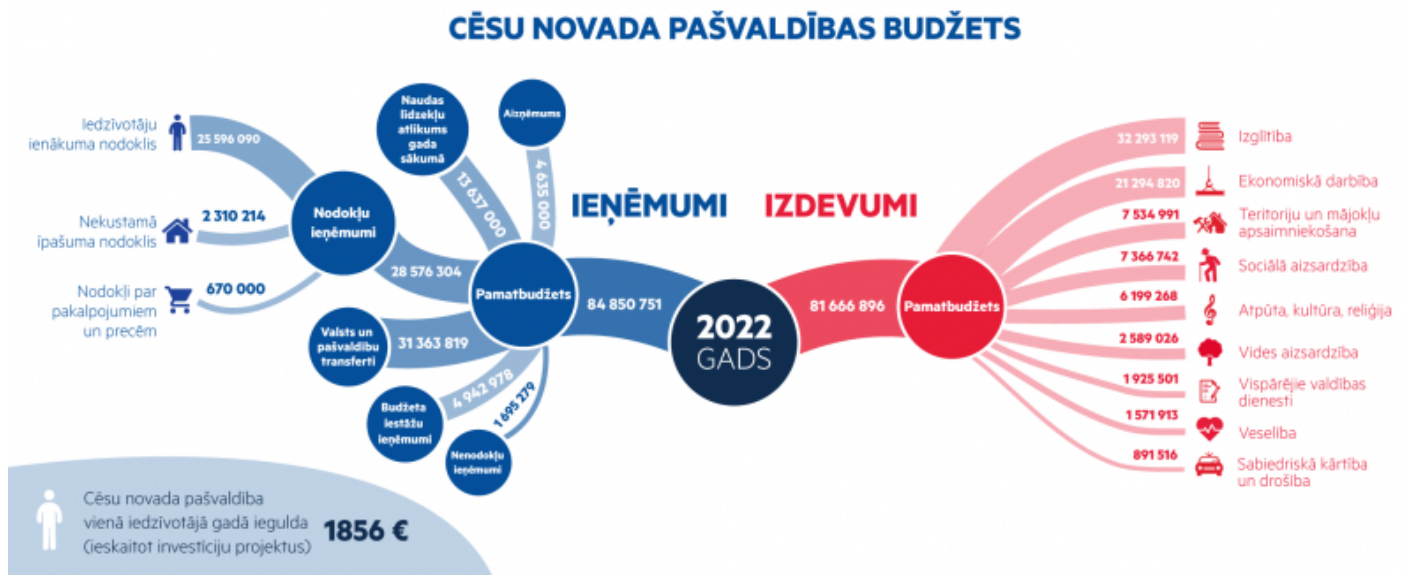 CĒSU NOVADA PAŠVALDĪBAS BUDŽETS
Iedzīvotāju
ienākuma nodoklis
25 596 090
Nekustamā
īpašuma nodoklis
2 310 214
Nodokļi par
pakalpojumiem
un precēm
670 000
Nodokļu
ieņēmumi
28 576 304
Naudas
līdzekļu
atlikums
gada
sākumā
13 637 000
Aizņēmums
4 635 000
Valsts un
pašvaldību
transferti
31 363 819
Budžeta
iestāžu
ieņēmumi
4 942 978
Nenodokļu
ieņēmumi
1 695 279
Pamatbudžets
IEŅĒMUMI
84 850 751
2022
GADS
IZDEVUMI
81 666 896
Pamatbudžets
32 293 119
Izglītība
21 294 820
Ekonomiskā darbība
7 534 991
Teritoriju un mājokļu
apsaimniekošana
7 366 742
Sociālā aizsardzība
6 199 268
Atpūta, kultūra, reliģija
2 589 026
Vides aizsardzība
1 925 501
Vispārējie valdības
dienesti
1 571 913
Veselība
891 516
Sabiedriskā kārtība
un drošība
Cēsu novada pašvaldība
vienā iedzīvotājā gadā iegulda
(ieskaitot investīciju projektus)
1856 €